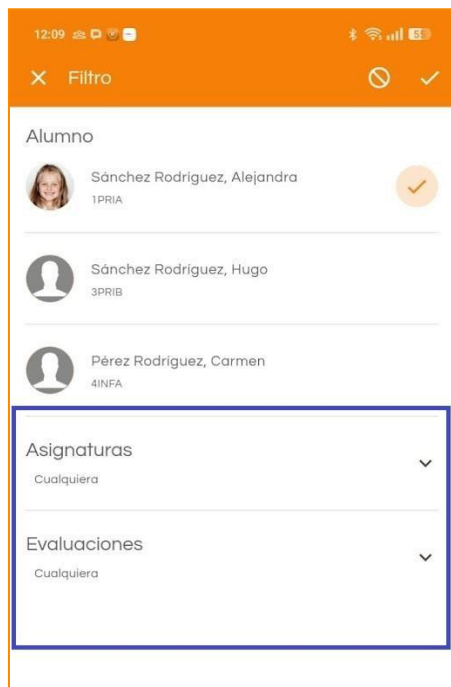 12:09
Filtro
Alumno
Sánchez Rodriguez, Alejandra
1PRIA
Sánchez Rodríguez, Hugo
3PRIB
Pérez Rodríguez, Carmen
4INFA
Asignaturas
Cualquiera
Evaluaciones
Cualquiera